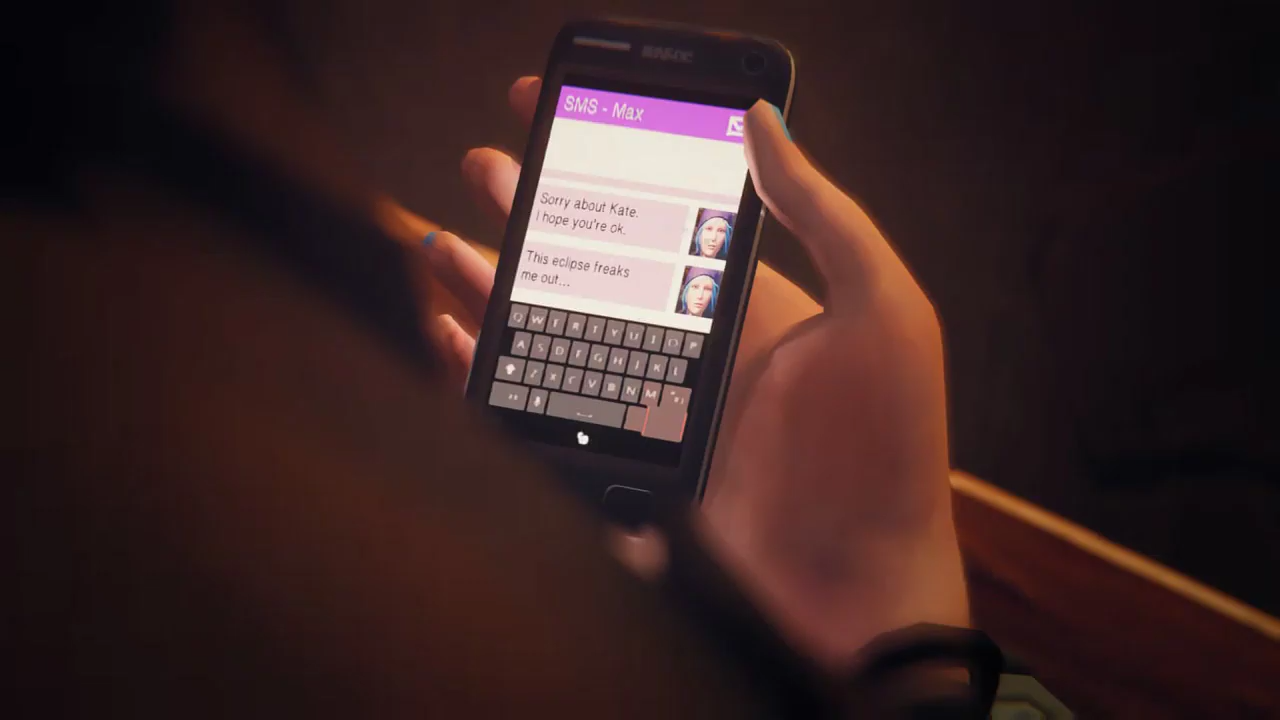 SMS - Max
Sorry about Kate.
I hope you're ok.
This eclipse freaks
me out...
Q W E R T Y U I O P
A S D F G H J K L
Z X C V B N M